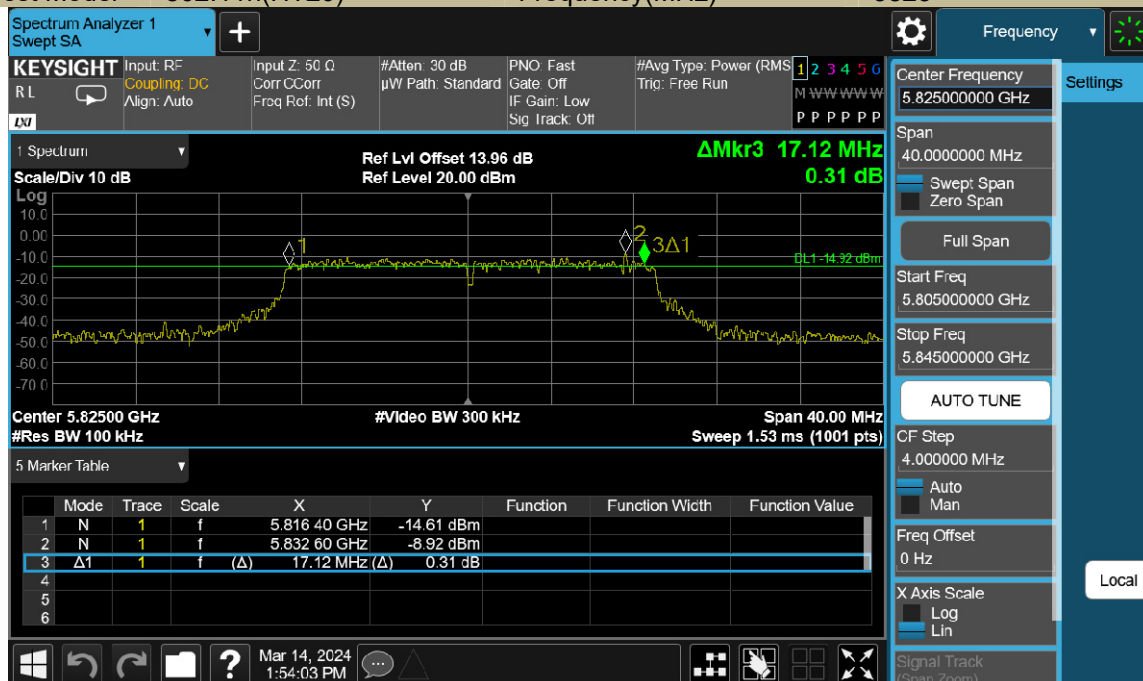 Spectrum Analyzer 1
Swept SA
Frequency
KEYSIGHT
Input: RF
Input Z: 50 Ω
#Atten: 30 dB
PNO: Fast
#Avg Type: Power (RMS
1 2 3 4 5 6
R L
Coupling: DC
Corr CCorr
µW Path: Standard
Gate: Off
Trig: Free Run
M W W W W W
Align: Auto
Freq Ref: Int (S)
IF Gain: Low
Sig Track: Off
P P P P P P
LXI
1 Spectrum
Ref Lvl Offset 13.96 dB
ΔMkr3 17.12 MHz
Scale/Div 10 dB
Ref Level 20.00 dBm
0.31 dB
Log
10.0
0.00
-10.0
-20.0
-30.0
-40.0
-50.0
-60.0
-70.0
1
2
3Δ1
DL1 -14.92 dBm
Center 5.82500 GHz
#Video BW 300 kHz
Span 40.00 MHz
#Res BW 100 kHz
Sweep 1.53 ms (1001 pts)
5 Marker Table
Mode Trace Scale X Y Function Function Width Function Value
1 N 1 f 5.816 40 GHz -14.61 dBm
2 N 1 f 5.832 60 GHz -8.92 dBm
3 Δ1 1 f (Δ) 17.12 MHz (Δ) 0.31 dB
4
5
6
Mar 14, 2024
1:54:03 PM
Center Frequency
5.825000000 GHz
Settings
Span
40.0000000 MHz
Swept Span
Zero Span
Full Span
Start Freq
5.805000000 GHz
Stop Freq
5.845000000 GHz
AUTO TUNE
CF Step
4.000000 MHz
Auto
Man
Freq Offset
0 Hz
Local
X Axis Scale
Log
Lin
Signal Track
(Span Zoom)